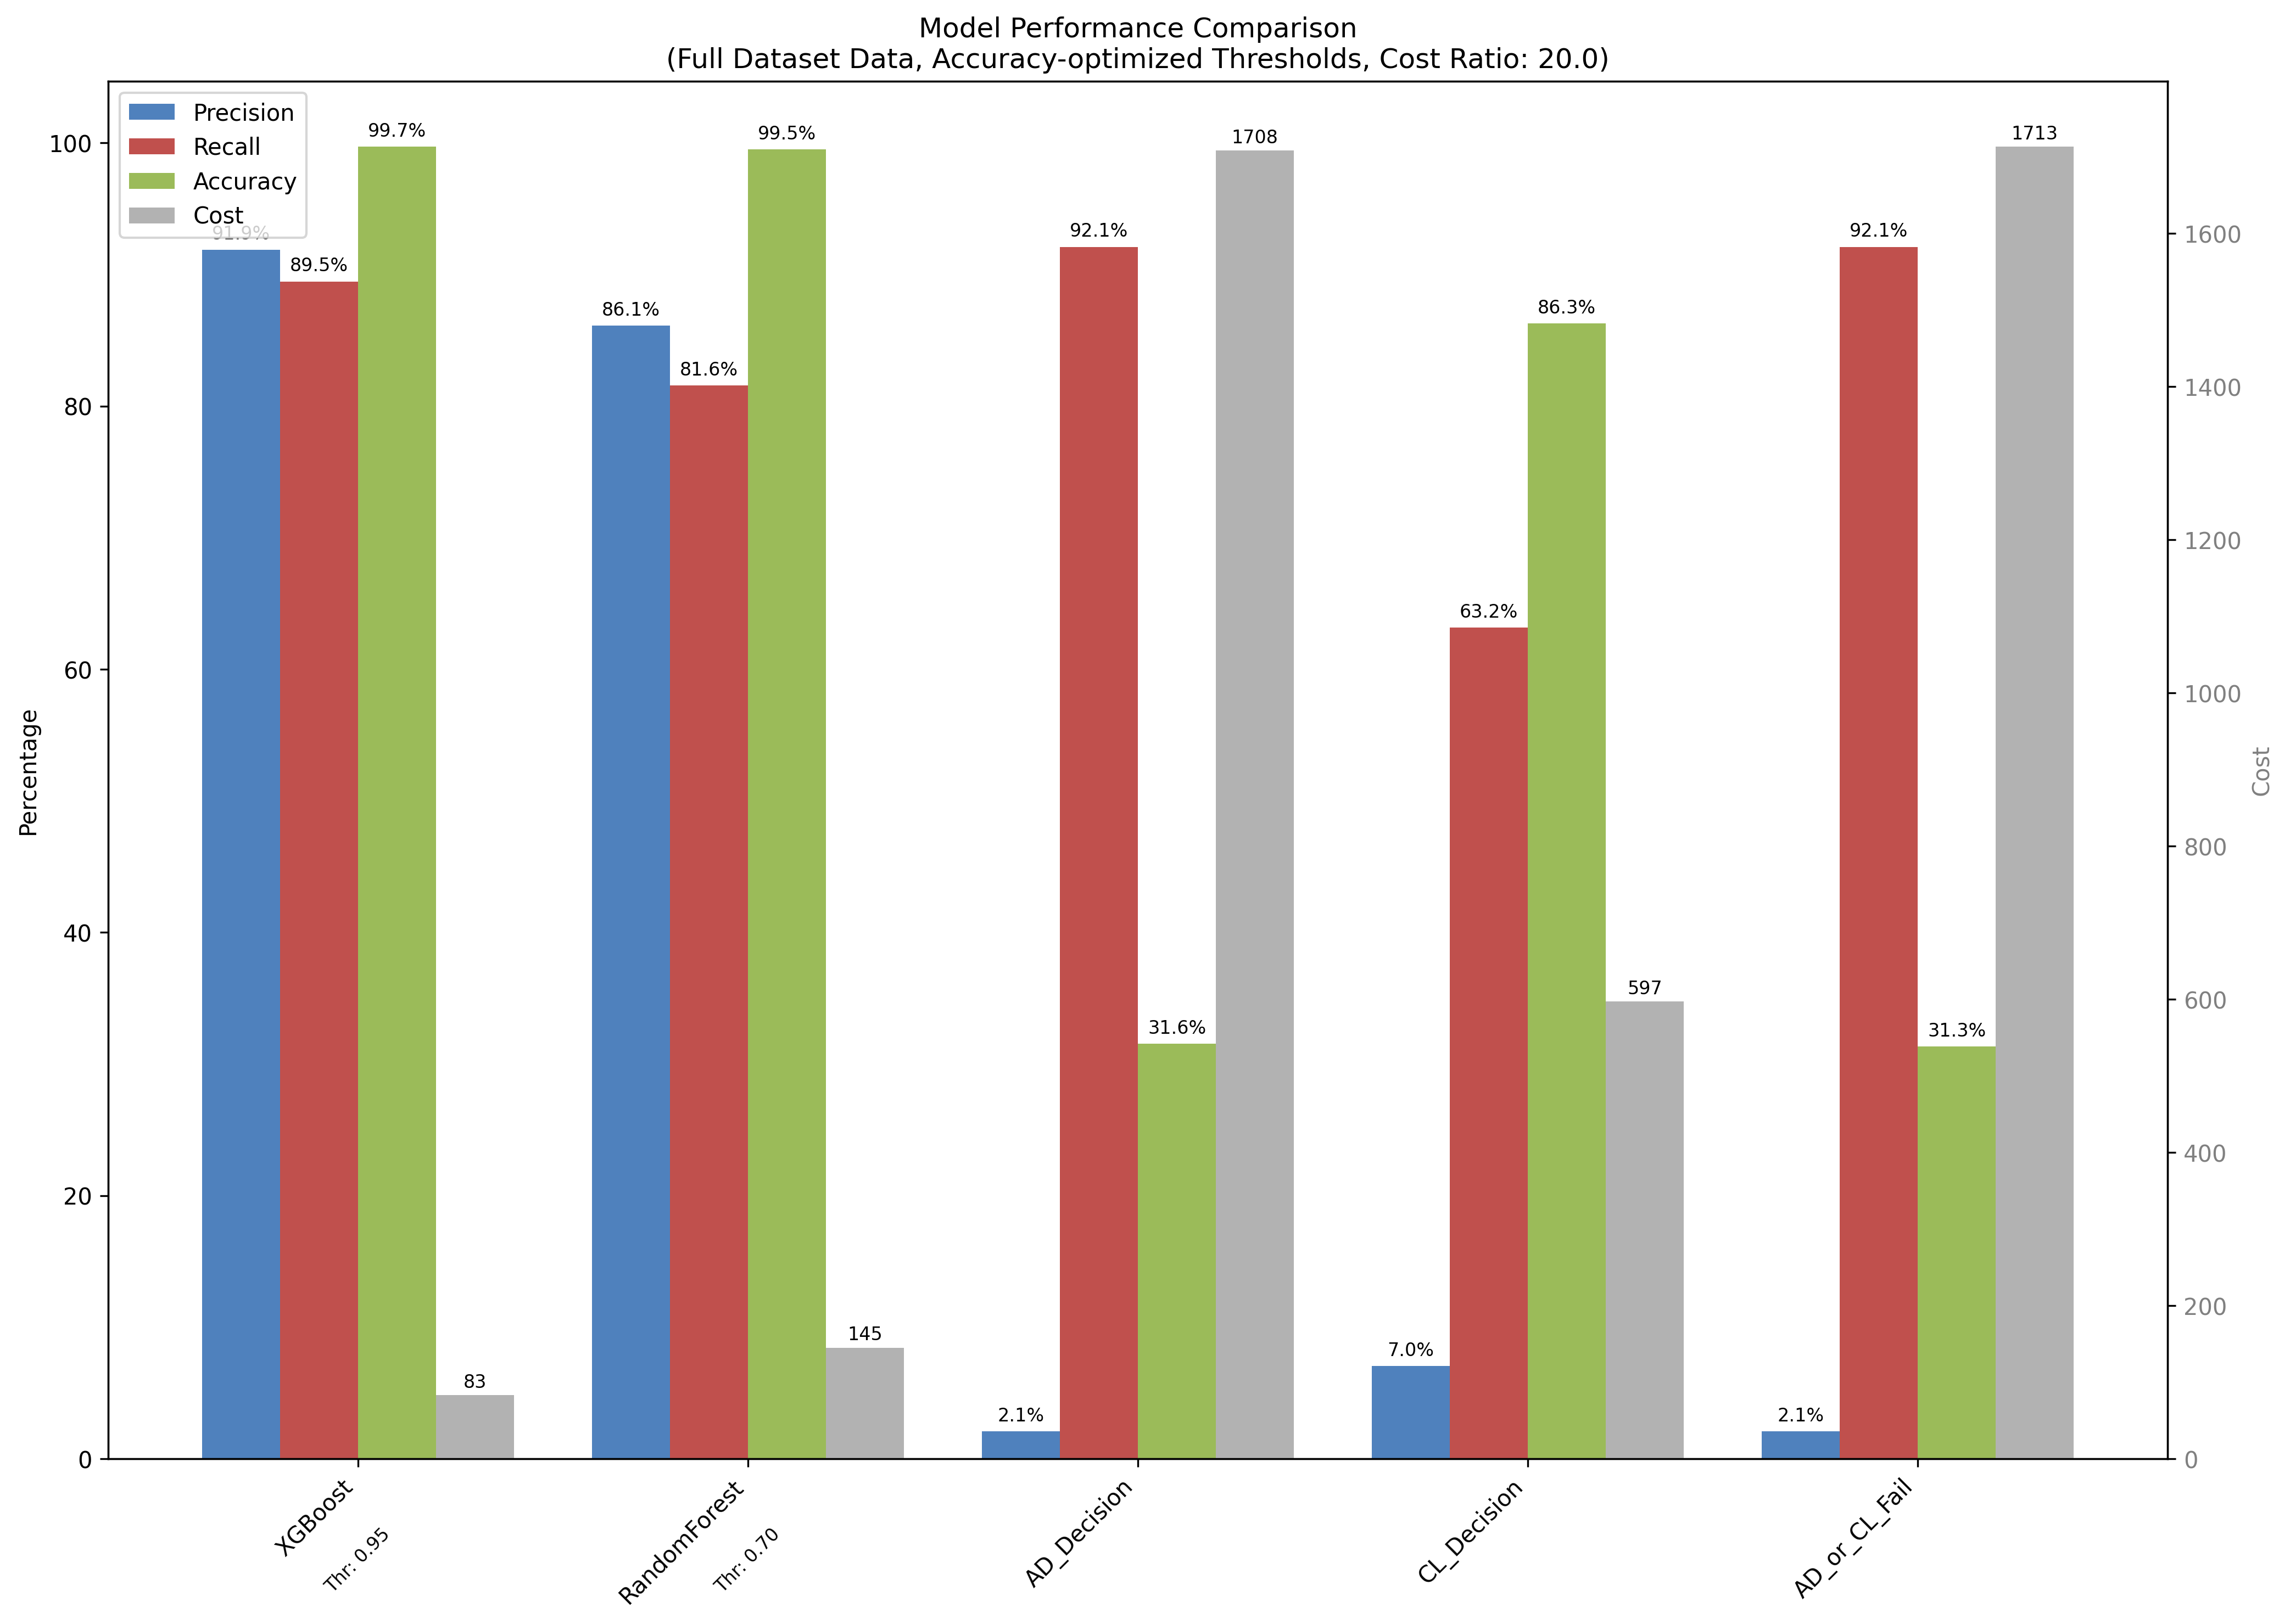 Model Performance Comparison
(Full Dataset Data, Accuracy-optimized Thresholds, Cost Ratio: 20.0)
Precision
Recall
Accuracy
Cost
Percentage
100
80
60
40
20
0
Cost
1600
1400
1200
1000
800
600
400
200
0
91.9%
89.5%
99.7%
83
86.1%
81.6%
99.5%
145
2.1%
92.1%
31.6%
1708
7.0%
63.2%
86.3%
597
2.1%
92.1%
31.3%
1713
XGBoost
Thr: 0.95
RandomForest
Thr: 0.70
AD_Decision
CL_Decision
AD_or_CL_Fail